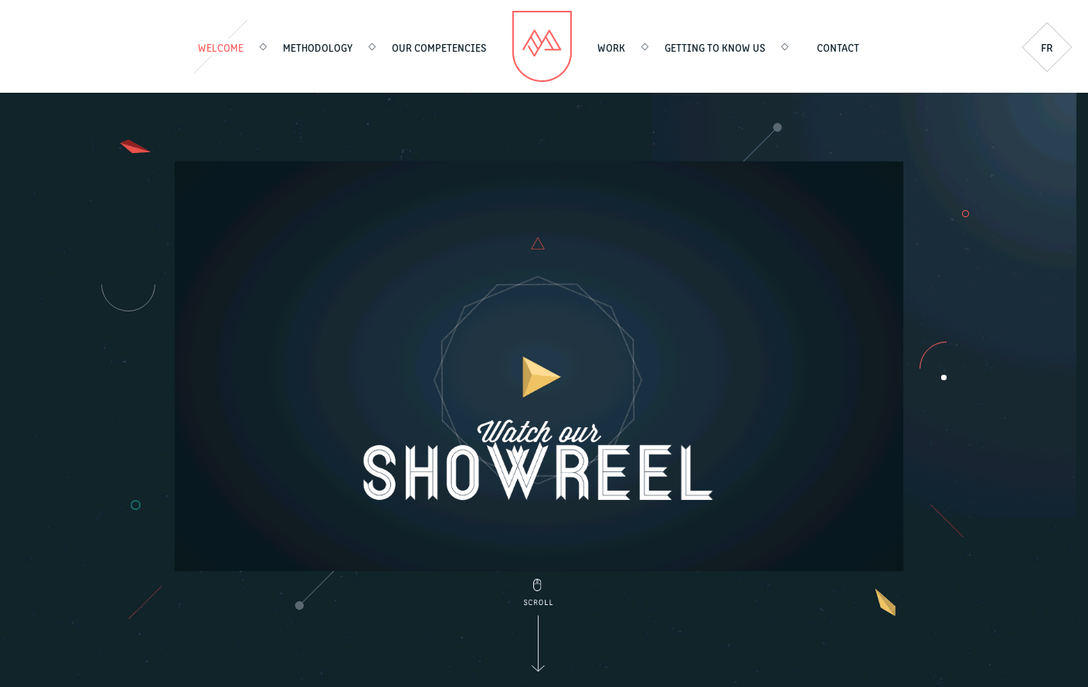 WELCOME
METHODOLOGY
OUR COMPETENCIES
WORK
GETTING TO KNOW US
CONTACT
FR
Watch our
SHOWREEL
SCROLL